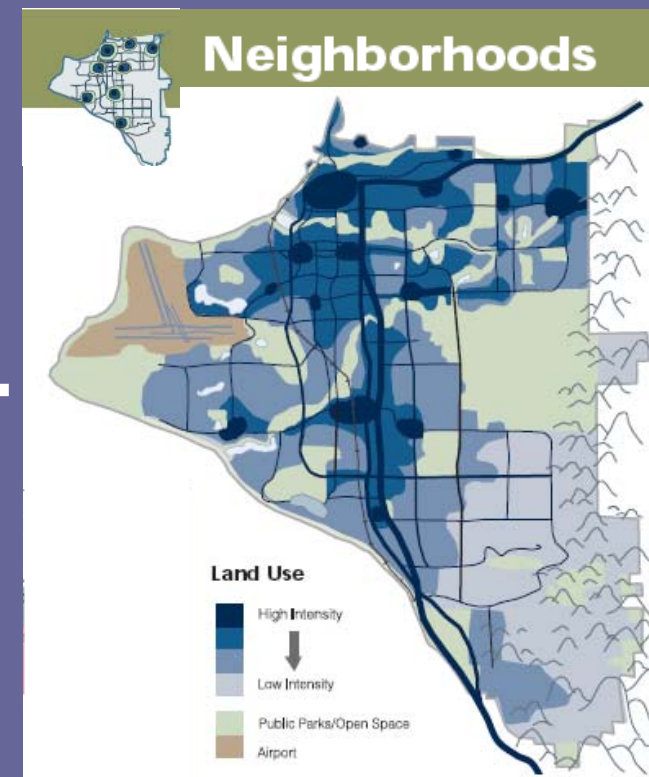 Neighborhoods
Land Use
High Intensity
Low Intensity
Public Parks/Open Space
Airport